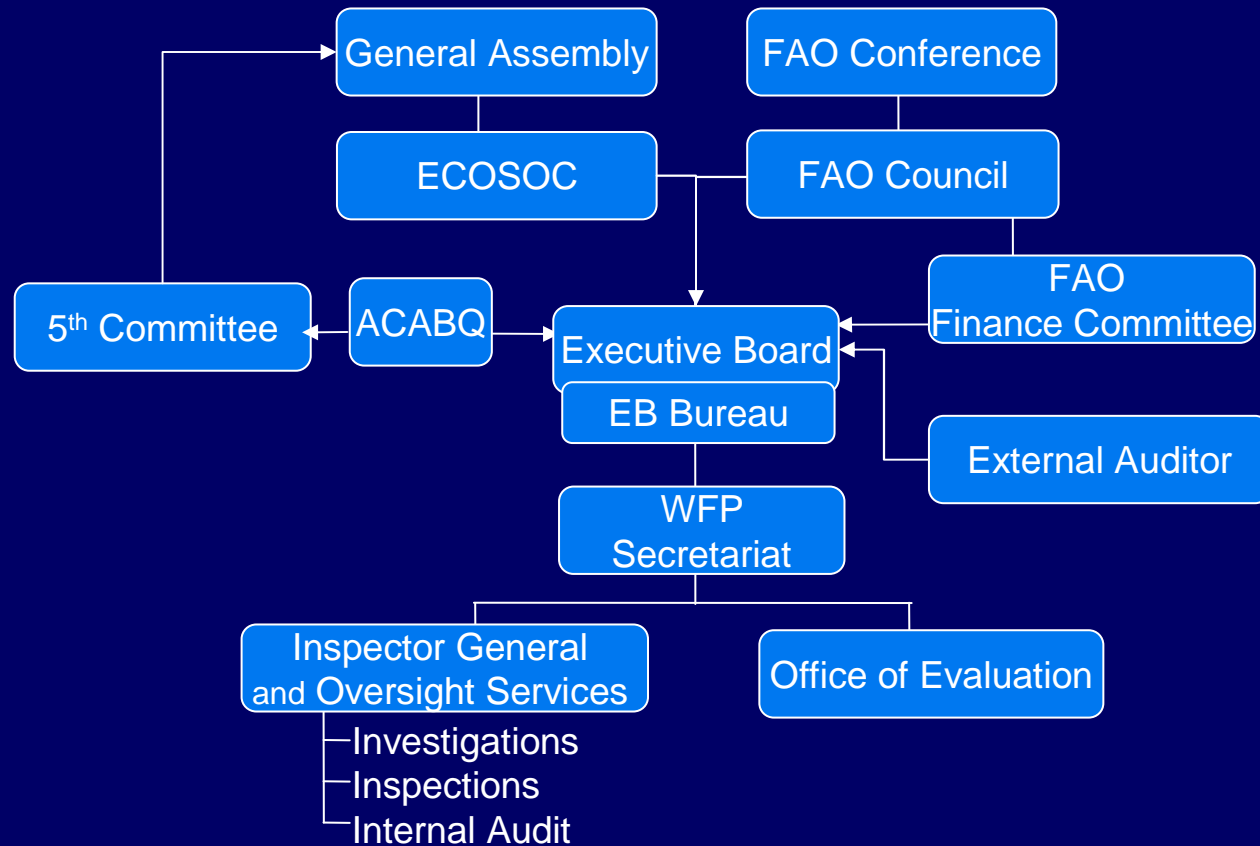 General Assembly
FAO Conference
ECOSOC
FAO Council
5th Committee
ACABQ
FAO
Finance Committee
Executive Board
EB Bureau
External Auditor
WFP
Secretariat
Inspector General
and Oversight Services
Office of Evaluation
Investigations
Inspections
Internal Audit